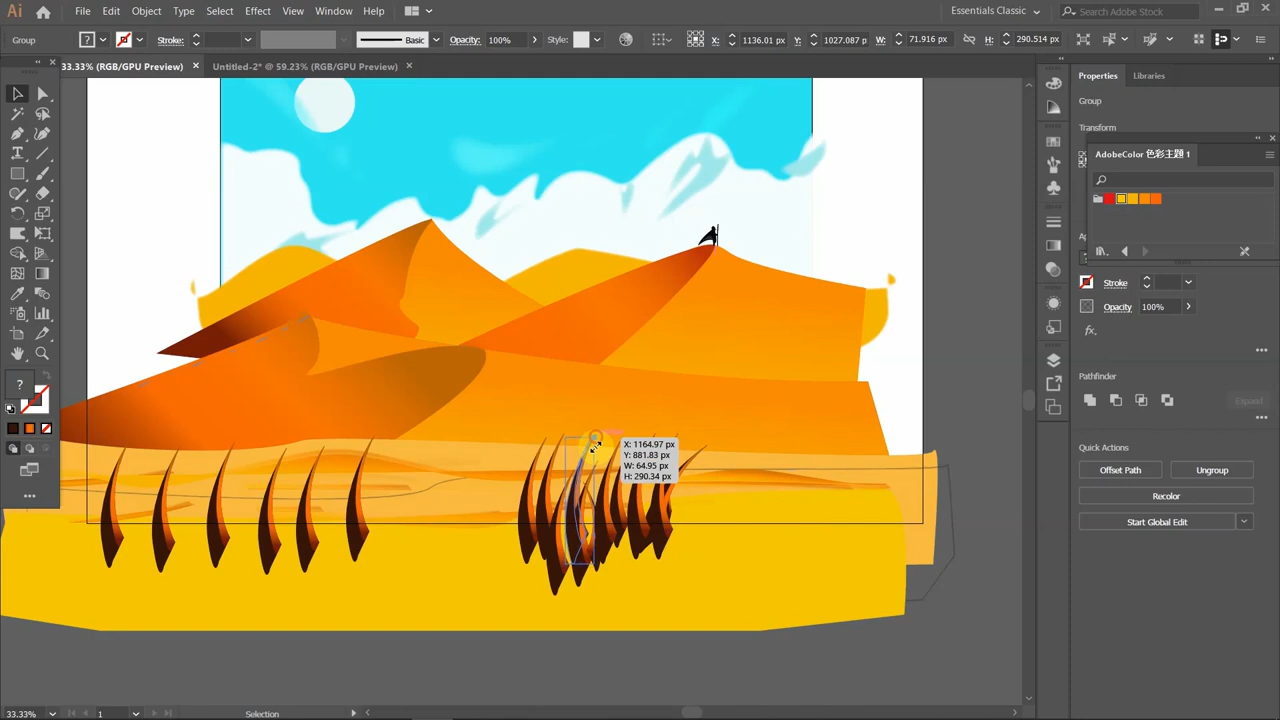 Ai File Edit Object Type Select Effect View Window Help Essentials Classic Search Adobe Stock
Group ? Stroke: Basic Opacity: 100% Style: X: 1136.01 px Y: 1027.087 p W: 71.916 px H: 290.514 px
33.33% (RGB/GPU Preview) × Untitled-2* @ 59.23% (RGB/GPU Preview) ×
Properties Libraries
Group
Transform
AdobeColor 色彩主題 1
Stroke
Opacity 100%
fx.
Pathfinder
Expand
Quick Actions
Offset Path Ungroup
Recolor
Start Global Edit
X: 1164.97 px
Y: 881.83 px
W: 64.95 px
H: 290.34 px
?
33.33% 1 Selection